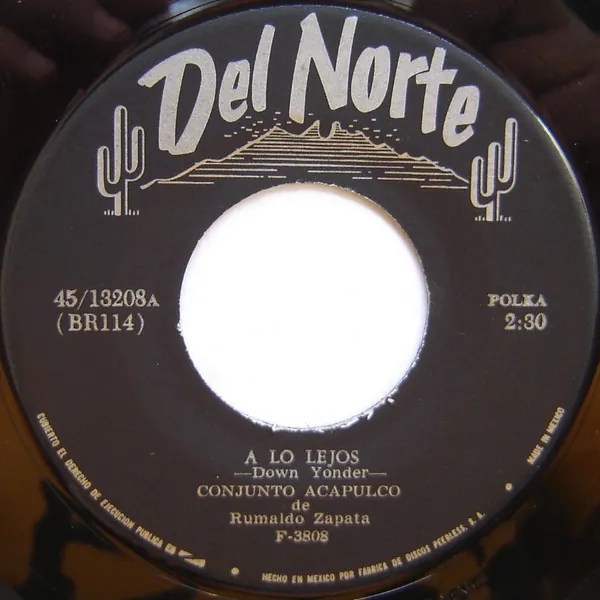 Del Norte
45/13208A
(BR114)
POLKA
2:30
A LO LEJOS
—Down Yonder—
CONJUNTO ACAPULCO
de
Rumaldo Zapata
F-3808
CUBIERTO EL DERECHO DE EJECUCION PUBLICA EN
HECHO EN MEXICO POR FABRICA DE DISCOS PEERLESS, S.A.
MADE IN MEXICO